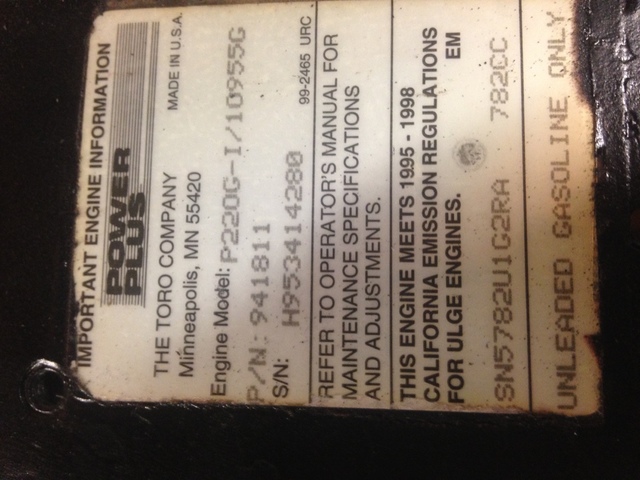 IMPORTANT ENGINE INFORMATION
POWER
PLUS
MADE IN U.S.A.
THE TORO COMPANY
Minneapolis, MN 55420
Engine Model: P220G-I/10955G
P/N: 941811
S/N: H953414280
99-2465 URC
REFER TO OPERATOR'S MANUAL FOR
MAINTENANCE SPECIFICATIONS
AND ADJUSTMENTS.
THIS ENGINE MEETS 1995 - 1998
CALIFORNIA EMISSION REGULATIONS
FOR ULGE ENGINES. EM
SN5782U1G2RA 782CC
UNLEADED GASOLINE ONLY